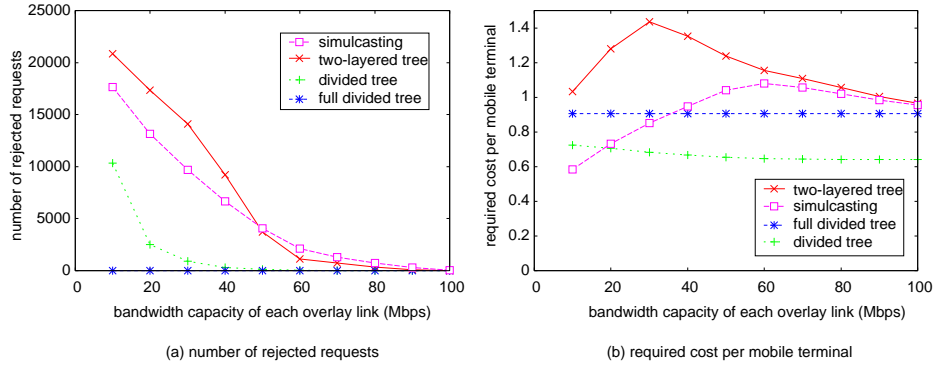 25000
20000
15000
10000
5000
0
number of rejected requests
simulcasting
two-layered tree
divided tree
full divided tree
0 20 40 60 80 100
bandwidth capacity of each overlay link (Mbps)
(a) number of rejected requests
1.4
1.2
1
0.8
0.6
0.4
0.2
0
required cost per mobile terminal
two-layered tree
simulcasting
full divided tree
divided tree
0 20 40 60 80 100
bandwidth capacity of each overlay link (Mbps)
(b) required cost per mobile terminal